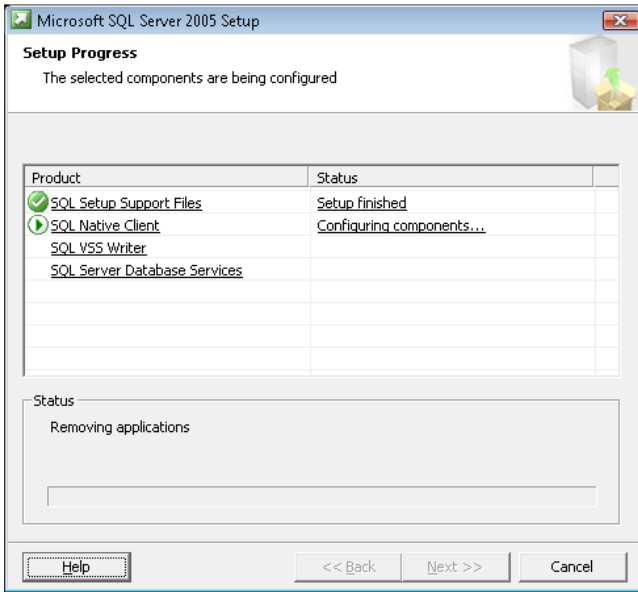 Microsoft SQL Server 2005 Setup
Setup Progress
The selected components are being configured
Product Status
SQL Setup Support Files Setup finished
SQL Native Client Configuring components...
SQL VSS Writer
SQL Server Database Services
Status
Removing applications
Help << Back Next >> Cancel